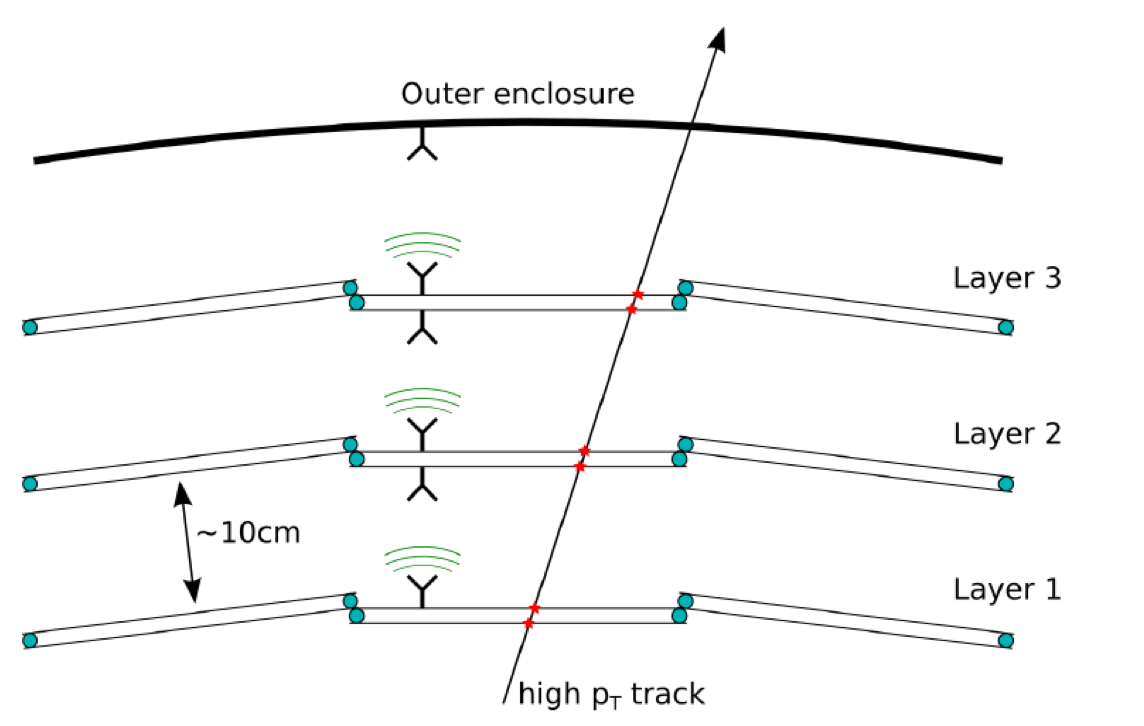 Outer enclosure
Layer 3
Layer 2
~10cm
Layer 1
high pT track